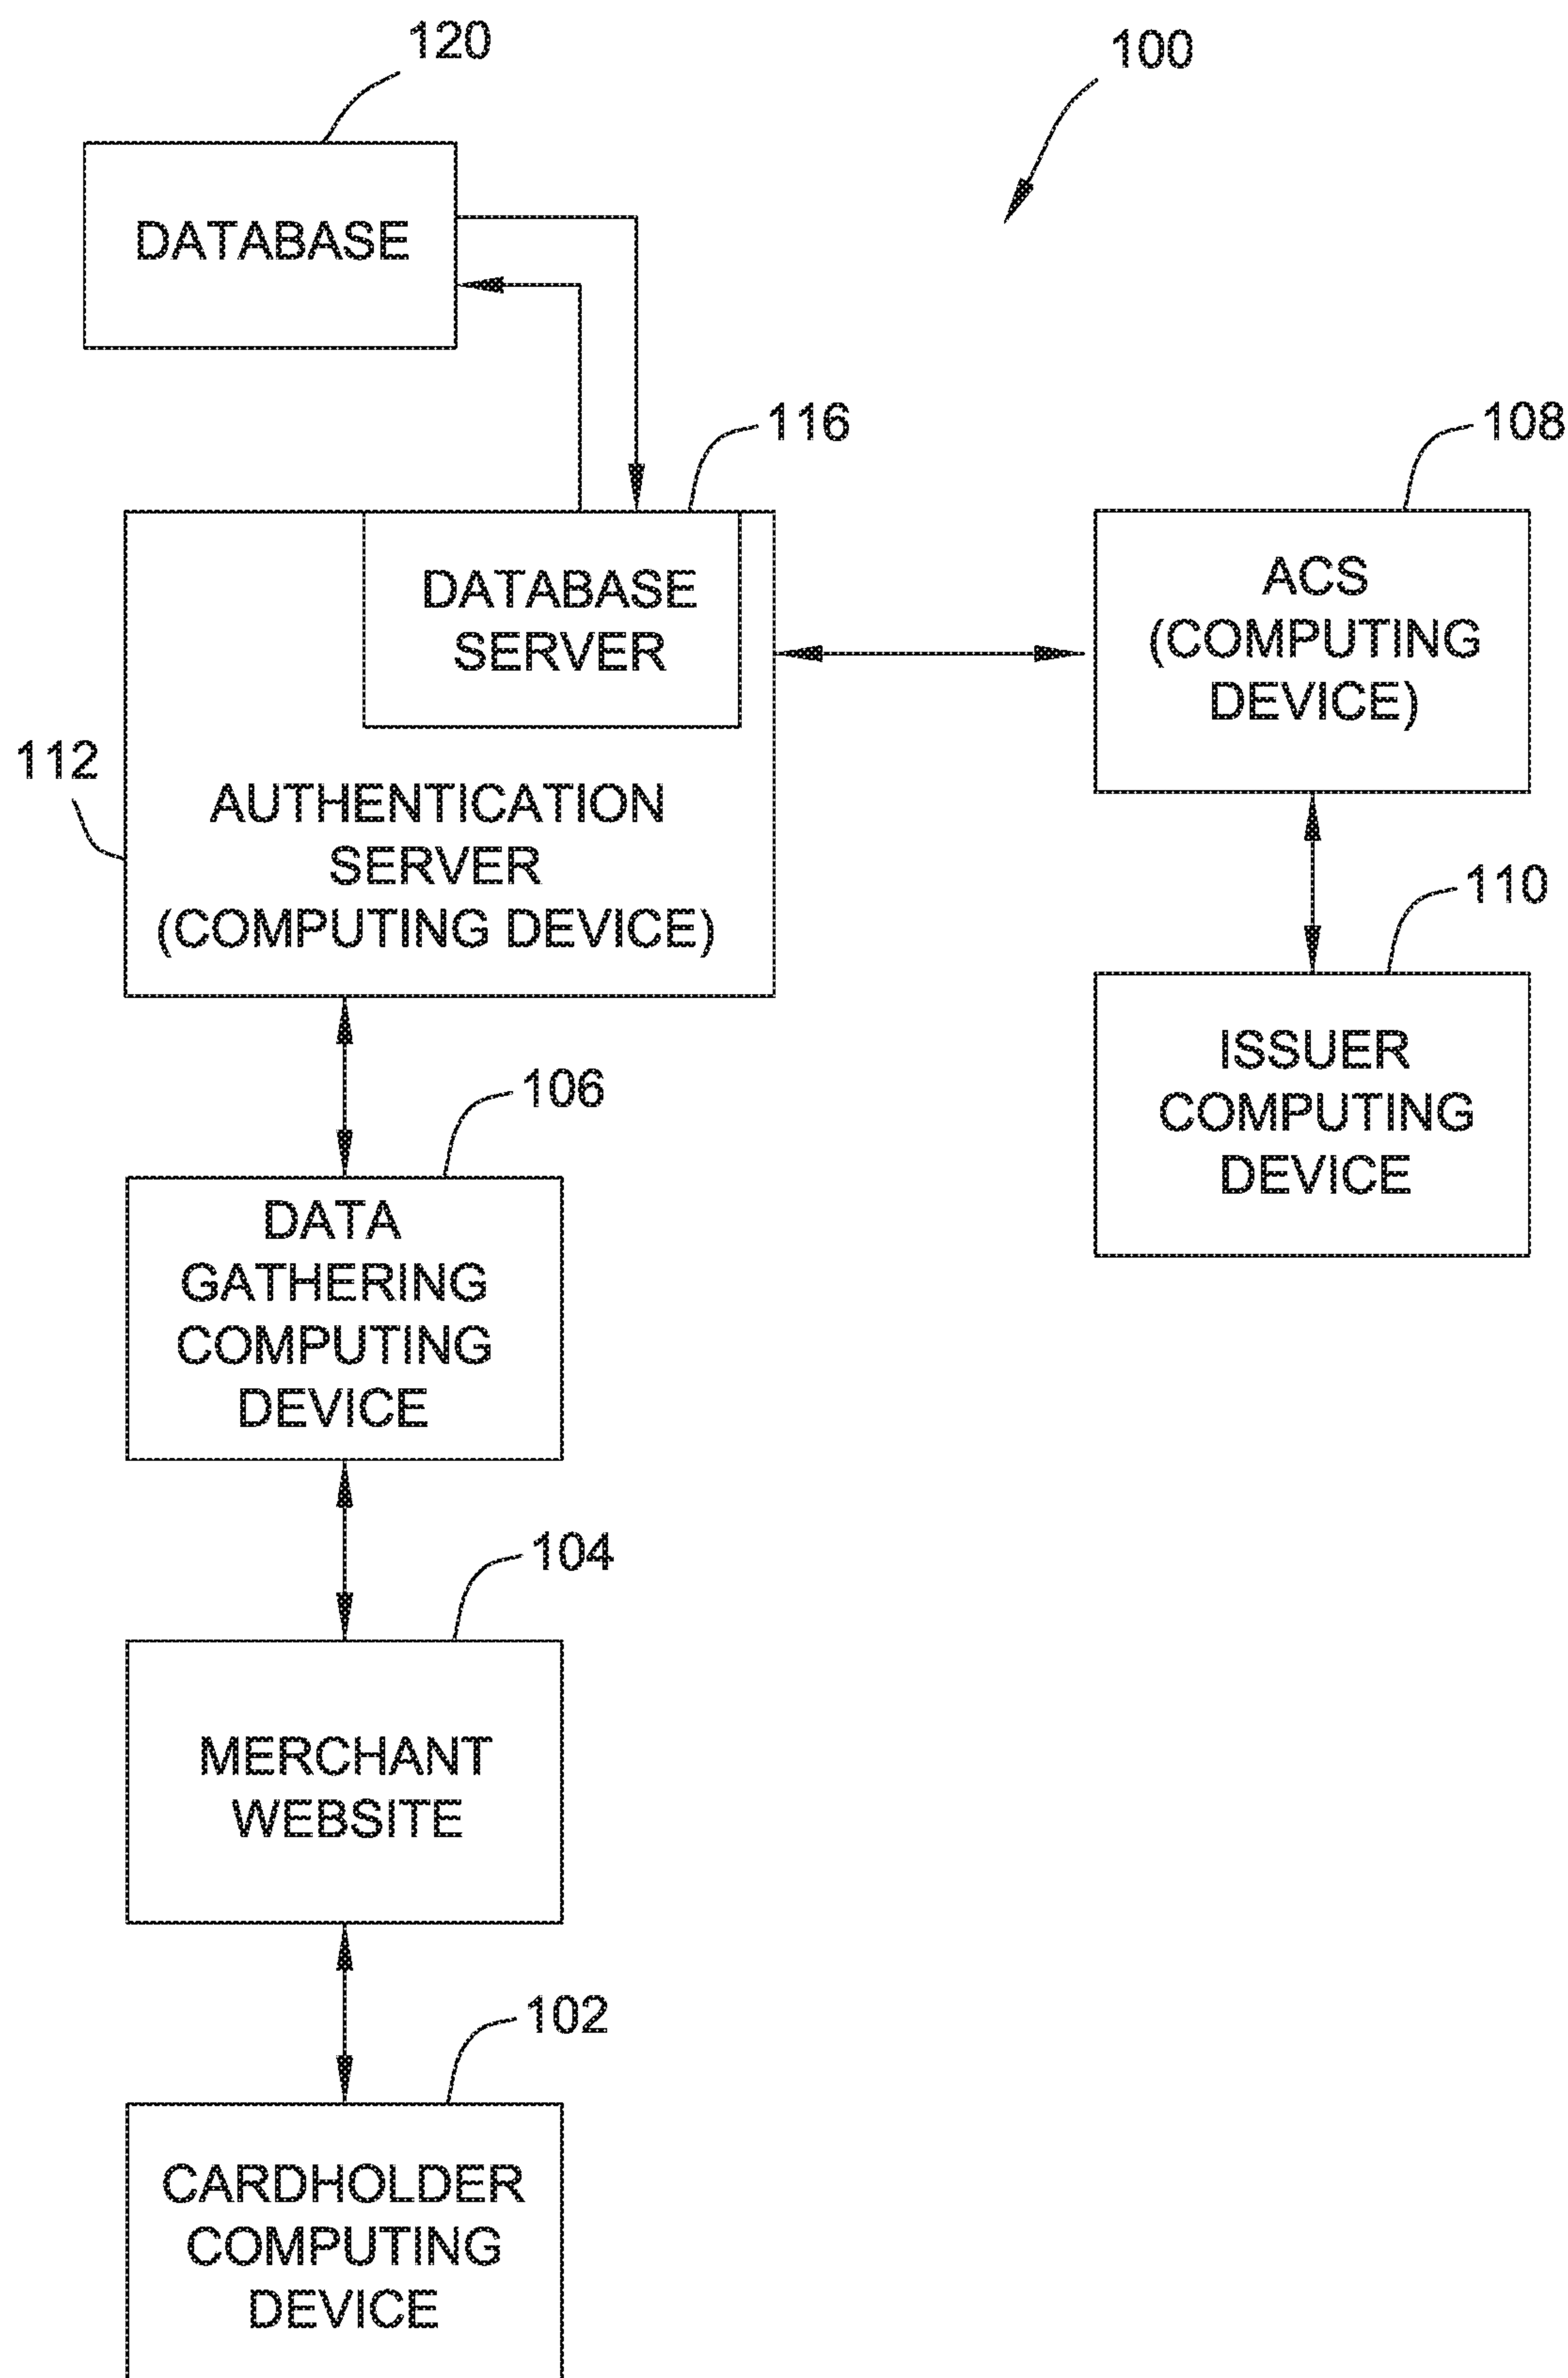 120
100
DATABASE
116
108
DATABASE
SERVER
ACS
(COMPUTING
DEVICE)
112
AUTHENTICATION
SERVER
(COMPUTING DEVICE)
110
ISSUER
COMPUTING
DEVICE
106
DATA
GATHERING
COMPUTING
DEVICE
104
MERCHANT
WEBSITE
102
CARDHOLDER
COMPUTING
DEVICE